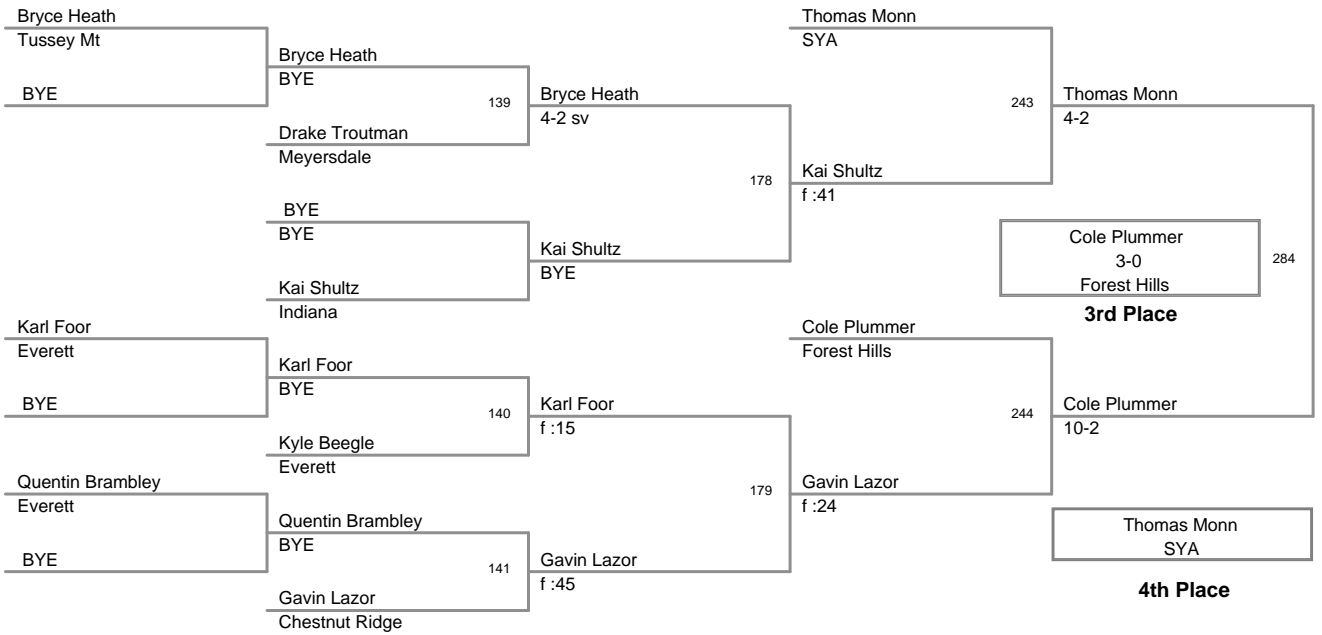 Bryce Heath
Tussey Mt
BYE
Karl Foor
Everett
BYE
Quentin Brambley
Everett
BYE
Bryce Heath
BYE
139
Drake Troutman
Meyersdale
BYE
BYE
Kai Shultz
Indiana
Karl Foor
BYE
140
Kyle Beegle
Everett
Quentin Brambley
BYE
141
Gavin Lazor
Chestnut Ridge
Bryce Heath
4-2 sv
178
Kai Shultz
BYE
Karl Foor
f :15
179
Gavin Lazor
f :45
Thomas Monn
SYA
243
Kai Shultz
f :41
Cole Plummer
Forest Hills
244
Gavin Lazor
f :24
Thomas Monn
4-2
Cole Plummer
3-0
Forest Hills
284
3rd Place
Cole Plummer
10-2
Thomas Monn
SYA
4th Place